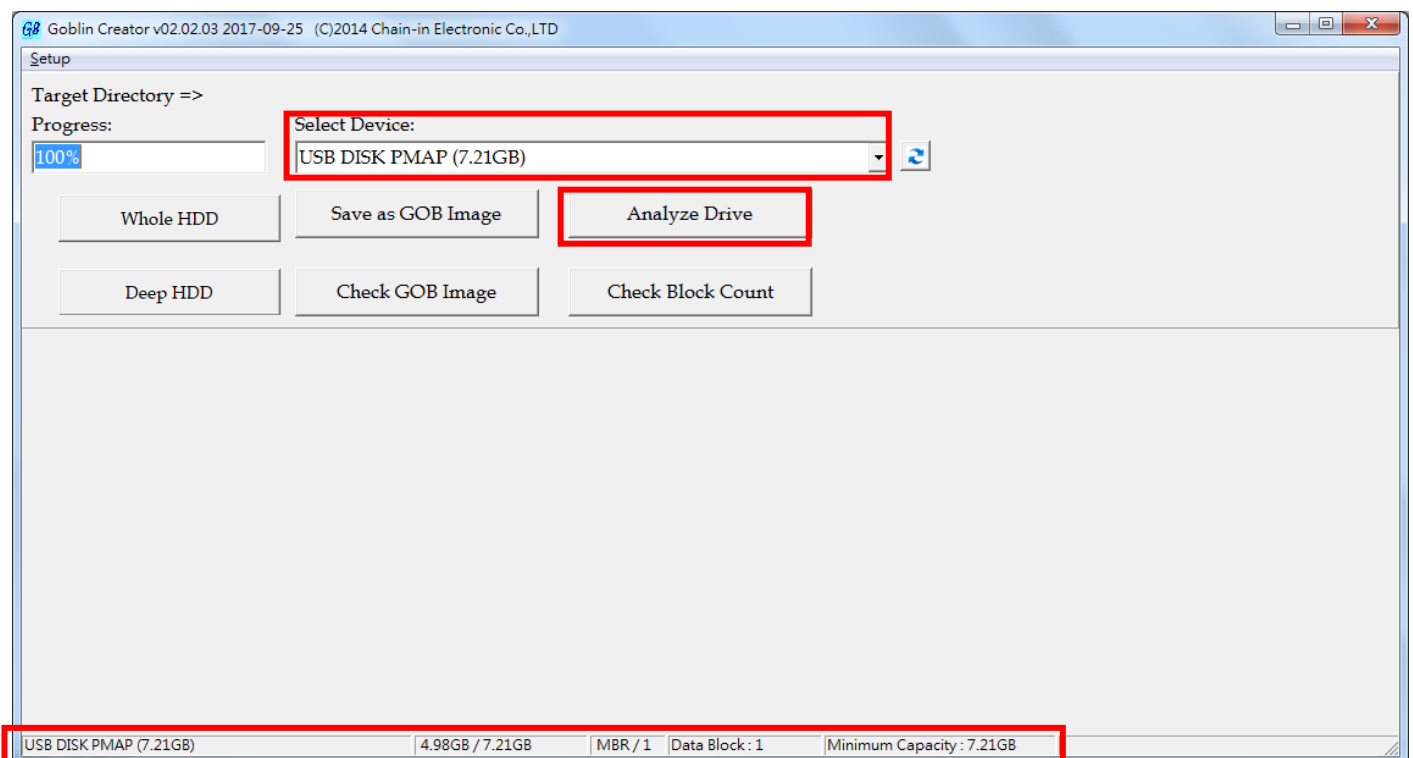 GB Goblin Creator v02.02.03 2017-09-25 (C)2014 Chain-in Electronic Co.,LTD
Setup
Target Directory =>
Progress:
Select Device:
100%
USB DISK PMAP (7.21GB)
Whole HDD
Save as GOB Image
Analyze Drive
Deep HDD
Check GOB Image
Check Block Count
USB DISK PMAP (7.21GB) 4.98GB / 7.21GB MBR / 1 Data Block : 1 Minimum Capacity : 7.21GB